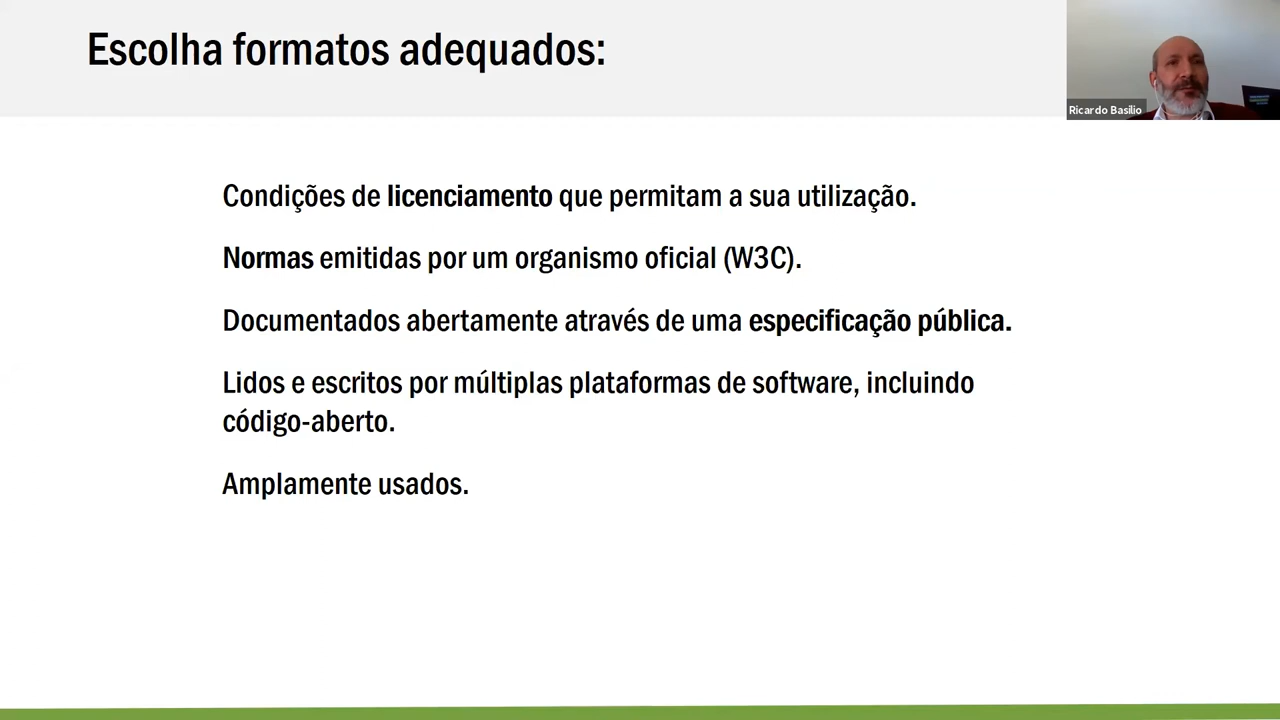 Escolha formatos adequados:
Ricardo Basílio
Condições de licenciamento que permitam a sua utilização.
Normas emitidas por um organismo oficial (W3C).
Documentados abertamente através de uma especificação pública.
Lidos e escritos por múltiplas plataformas de software, incluindo
código-aberto.
Amplamente usados.